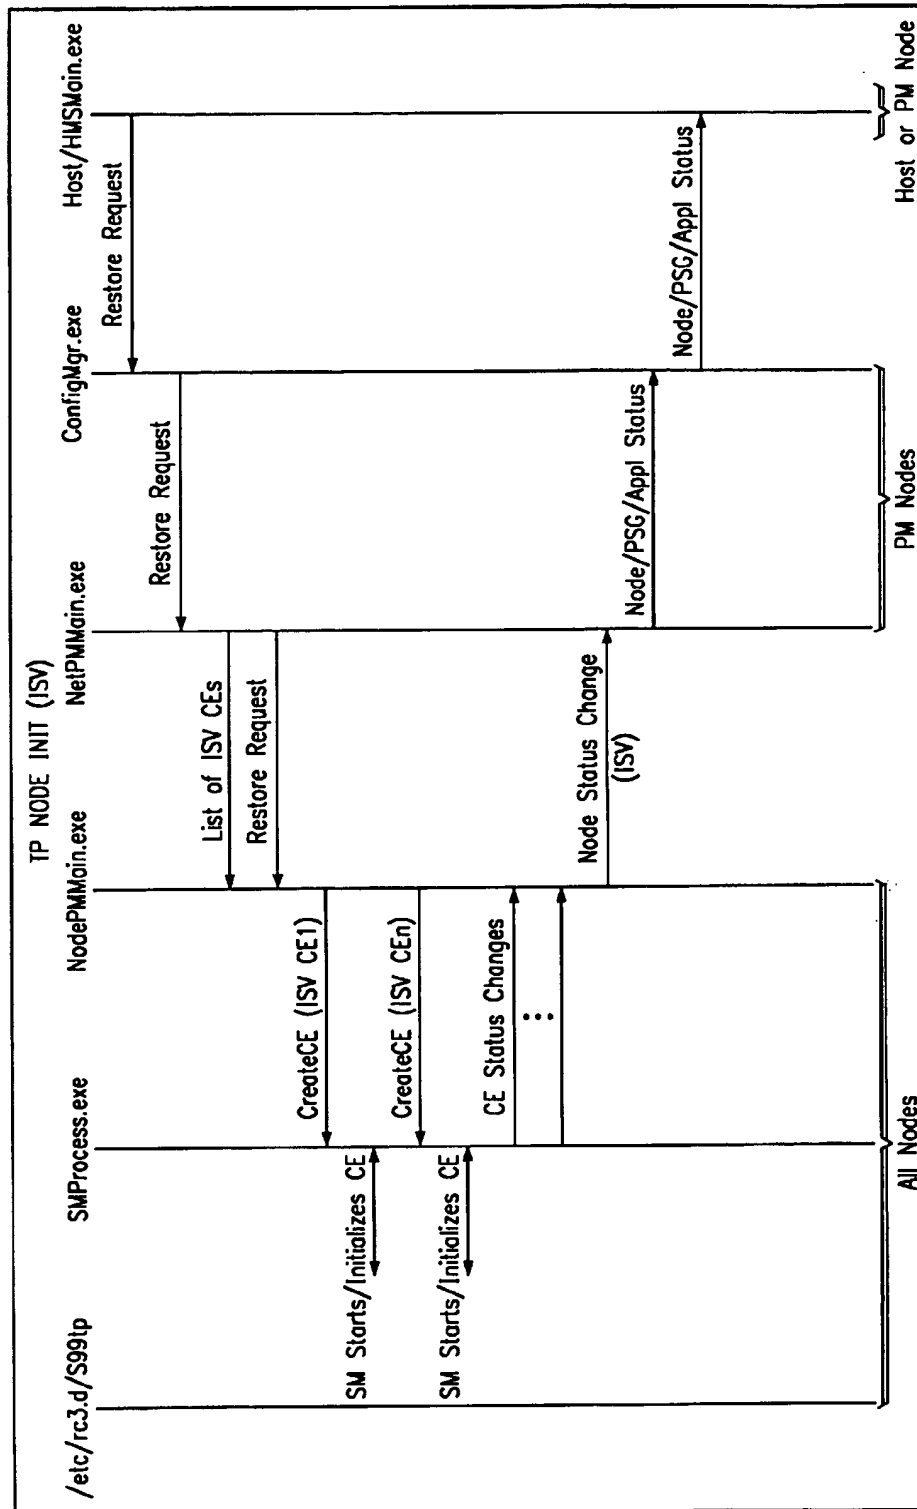 TP NODE INIT (ISV)
/etc/rc3.d/S99tp
SMProcess.exe
NodePMMain.exe
NetPMMain.exe
ConfigMgr.exe
Host/HMSMain.exe
Restore Request
Restore Request
List of ISV CEs
Restore Request
CreateCE (ISV CE1)
SM Starts/Initializes CE
CreateCE (ISV CEn)
SM Starts/Initializes CE
CE Status Changes
•••
Node Status Change
(ISV)
Node/PSG/Appl Status
Node/PSG/Appl Status
All Nodes
PM Nodes
Host or PM Node